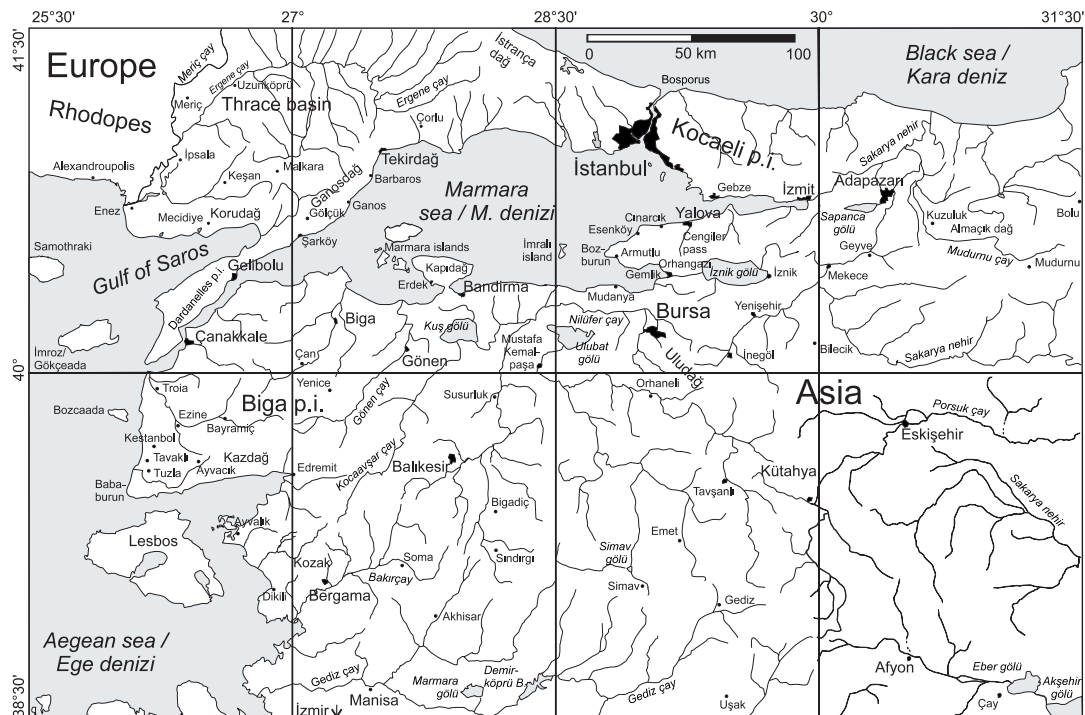 25°30'
27°
28°30'
30°
31°30'
41°30'
40°
38°30'
0
50 km
100
Europe
Rhodopes
Meriç çay
Ergene çay
Uzunköprü
Meriç
Thrace basin
Ergene çay
Çorlu
İstrança
dağ
Bosporus
Black sea /
Kara deniz
İpsala
Alexandroupolis
Keşan
Malkara
Tekirdağ
Barbaros
Ganosdağ
Ganos
Gölçük
Enez
Mecidiye
Korudağ
Şarköy
Marmara
sea / M. denizi
İstanbul
Kocaeli p.i.
Gebze
İzmit
Sakarya nehir
Adapazarı
Sapanca
gölü
Kuzuluk
Almaçık dağ
Bolu
Geyve
Mudurnu çay
Mudurnu
Mekece
Samothraki
Gulf of Saros
Gelibolu
Dardanelles p.i.
Marmara islands
Kapıdağ
Erdek
Bandırma
İmralı
island
Çınarcık
Yalova
Esenköy
Cengiler
pass
Boz-
burun
Armutlu
Orhangazi
Gemlik
İznik gölü
İznik
Mudanya
Bursa
Yenişehir
Nilüfer çay
Ulubat
gölü
Uludağ
İnegöl
Bilecik
Sakarya nehir
İmroz/
Gökçeada
Çanakkale
Biga
Çan
Gönen
Kuş gölü
Mustafa
Kemal-
paşa
Troia
Bozcaada
Ezine
Bayramiç
Yenice
Biga p.i.
Gönen çay
Susurluk
Orhaneli
Asia
Porsuk çay
Eskişehir
Kestanbol
Tavaklı
Tuzla
Ayvacık
Kazdağ
Baba-
burun
Edremit
Kocaavşar çay
Balıkesir
Bigadiç
Tavşanlı
Kütahya
Sakarya nehir
Lesbos
Ayvalık
Emet
Kozak
Soma
Sındırgı
Simav
gölü
Bakırçay
Simav
Dikili
Bergama
Gediz
Akhisar
Aegean sea /
Ege denizi
Gediz çay
Marmara
gölü
Demir-
köprü B.
Gediz çay
Manisa
İzmir
Uşak
Afyon
Eber gölü
Çay
Akşehir
gölü